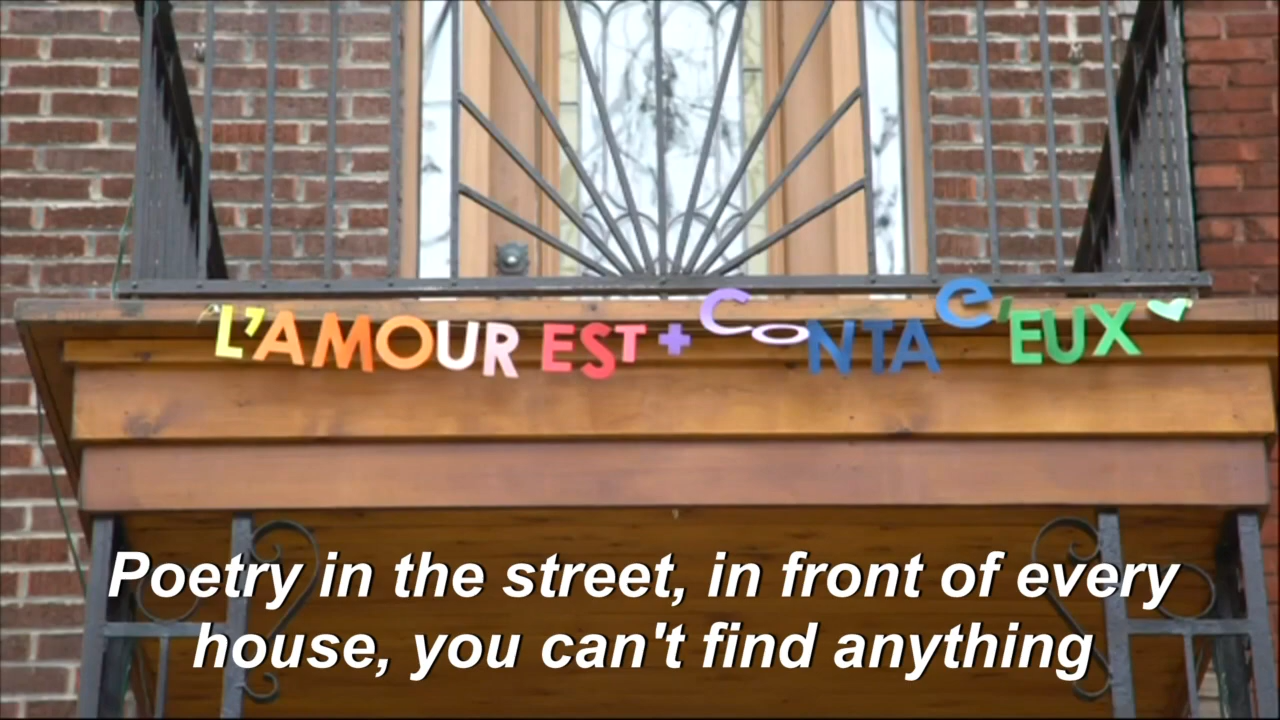 L'AMOUR EST + CONTAGIEUX
Poetry in the street, in front of every
house, you can't find anything